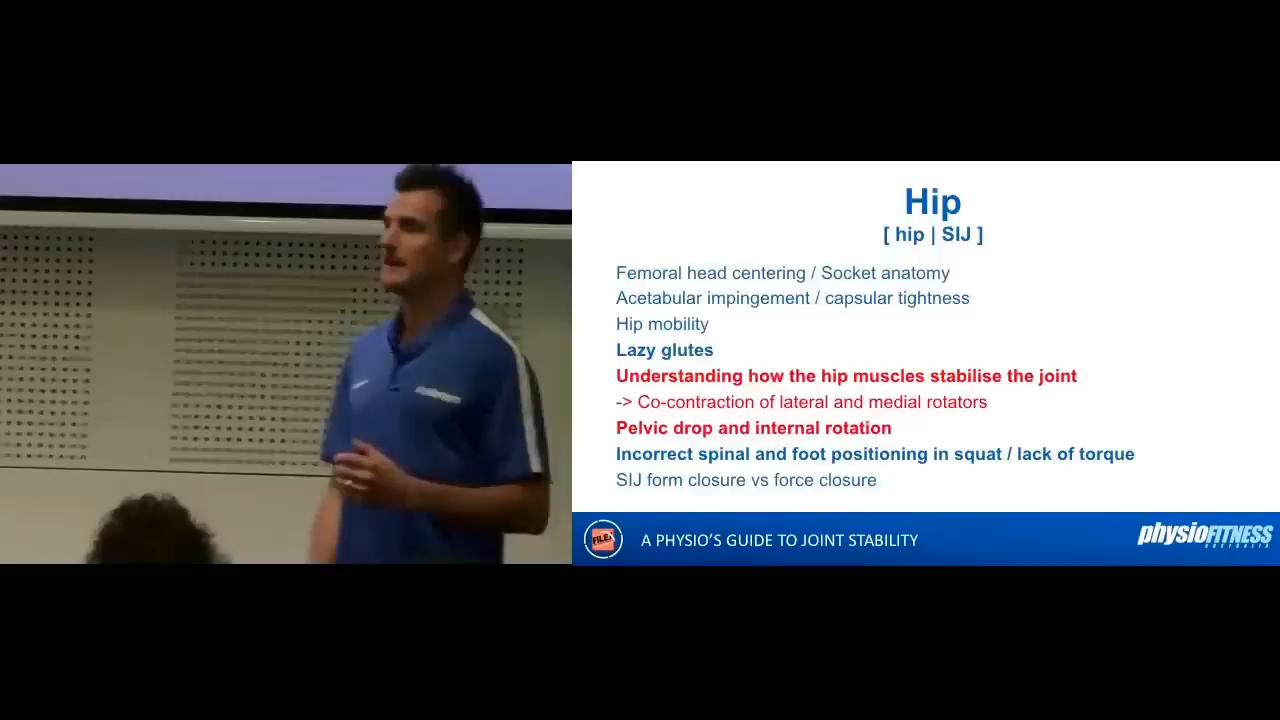 Hip
[ hip | SIJ ]
Femoral head centering / Socket anatomy
Acetabular impingement / capsular tightness
Hip mobility
Lazy glutes
Understanding how the hip muscles stabilise the joint
-> Co-contraction of lateral and medial rotators
Pelvic drop and internal rotation
Incorrect spinal and foot positioning in squat / lack of torque
SIJ form closure vs force closure
FILEX
A PHYSIO'S GUIDE TO JOINT STABILITY
physioFITNESS
AUSTRALIA